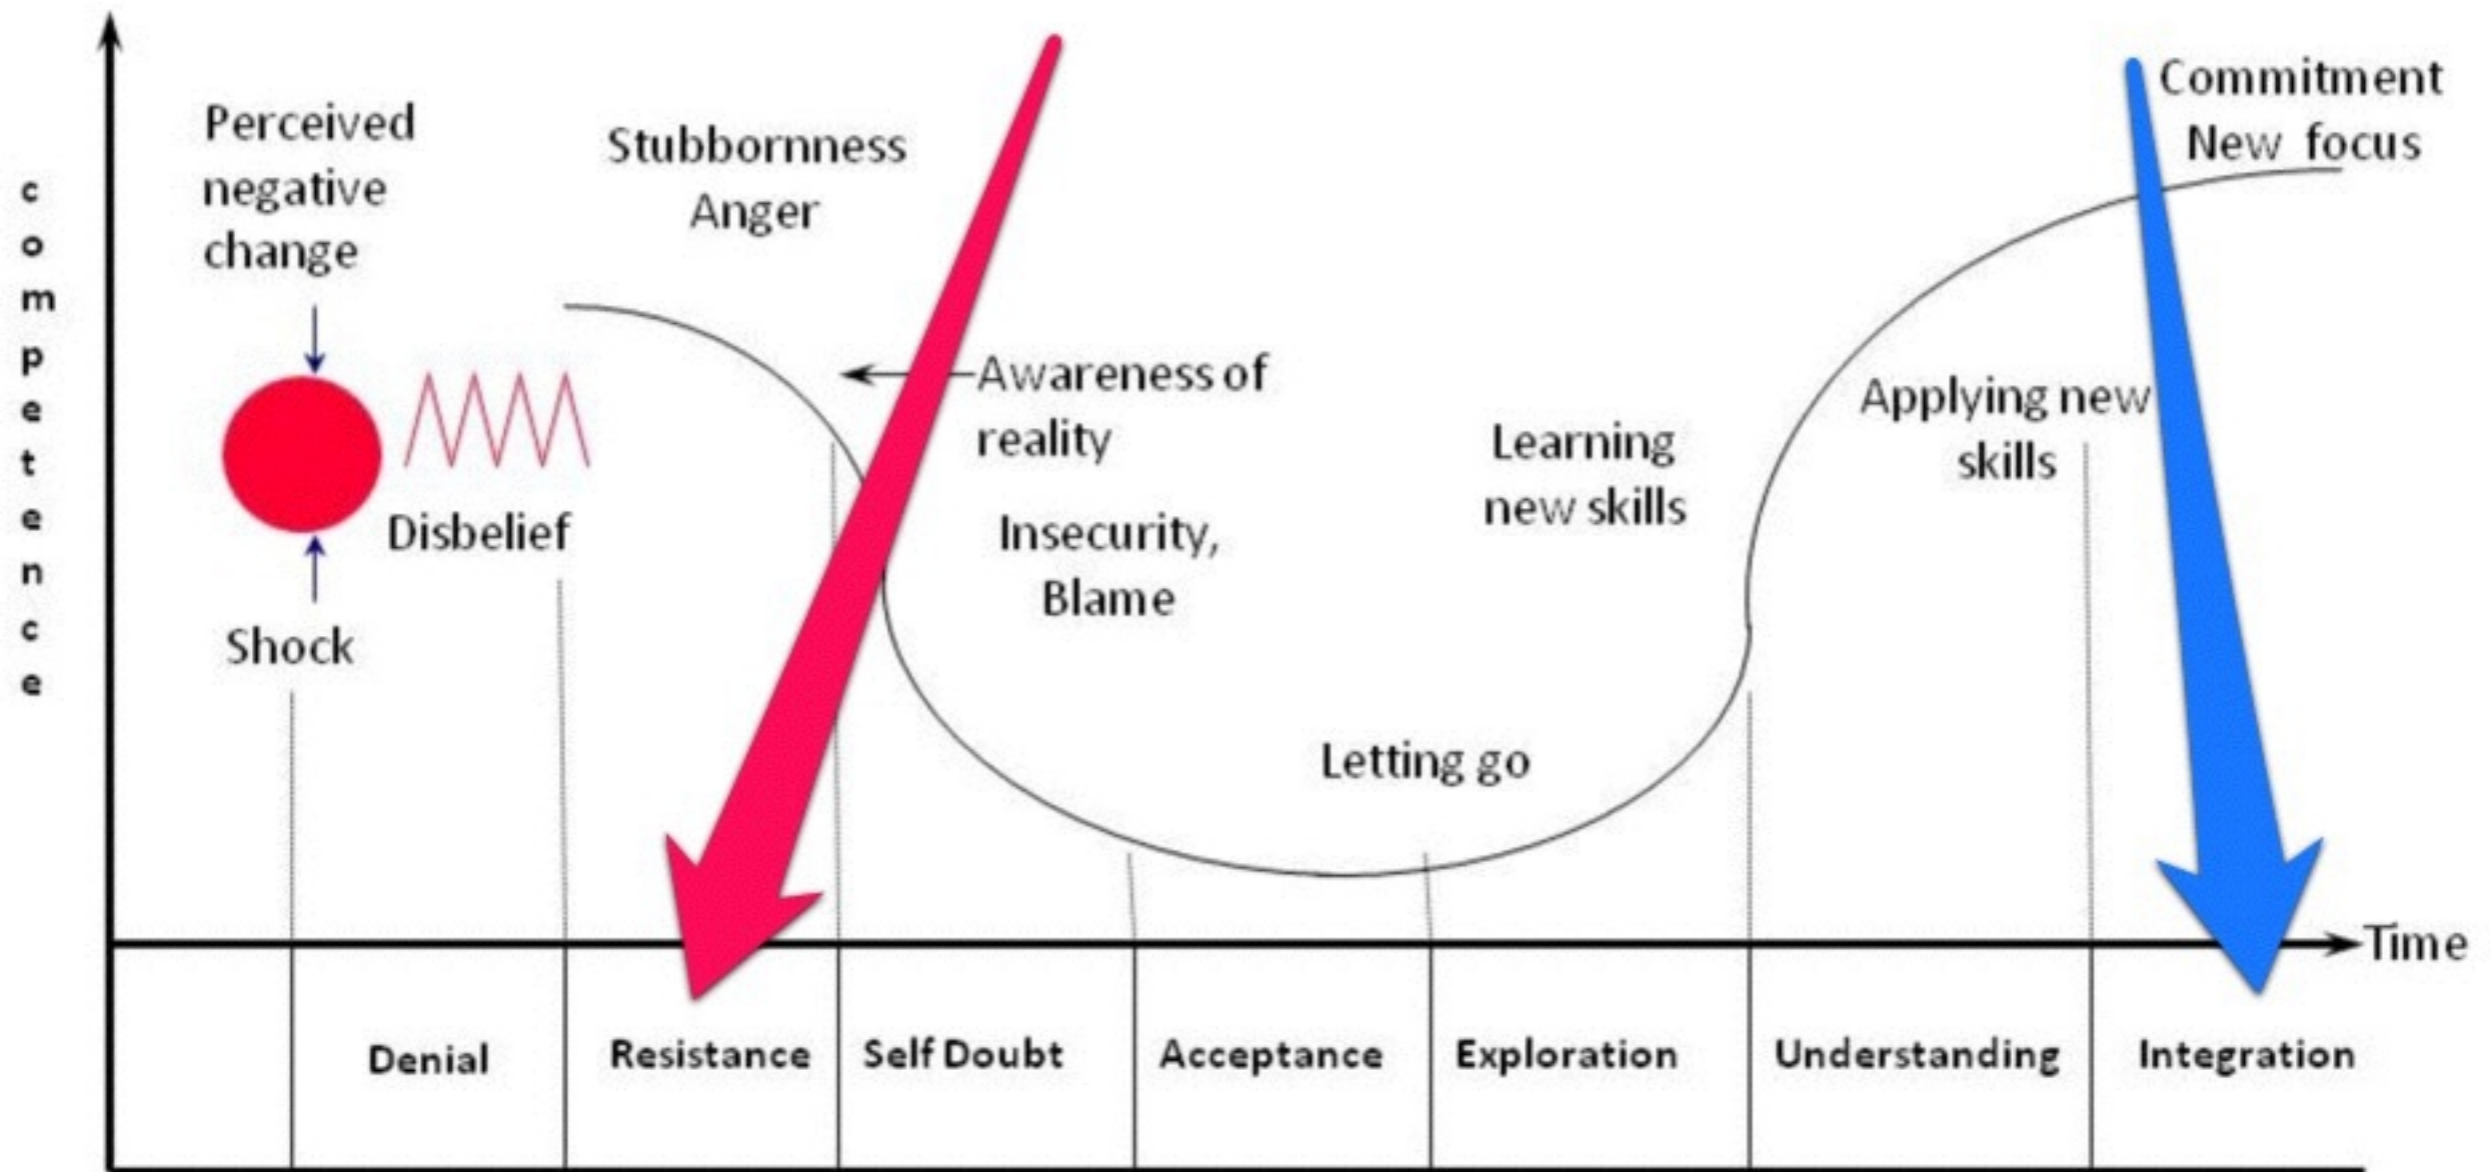 competence
Perceived
negative
change
Shock
Disbelief
Stubbornness
Anger
Awareness of
reality
Insecurity,
Blame
Letting go
Learning
new skills
Applying new
skills
Commitment
New focus
Time
Denial
Resistance
Self Doubt
Acceptance
Exploration
Understanding
Integration